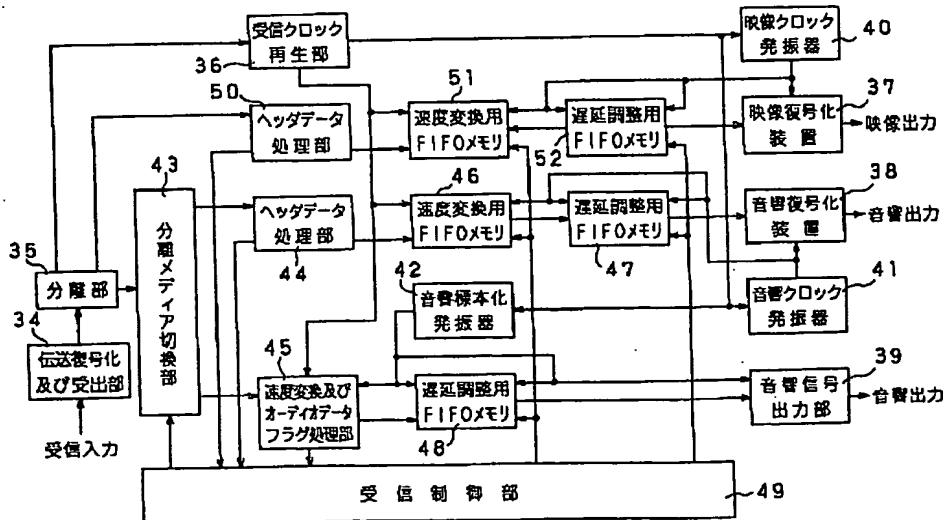 受信クロック
再生部
36
映像クロック
発振器
40
50
ヘッダデータ
処理部
51
速度変換用
FIFOメモリ
遅延調整用
FIFOメモリ
52
37
映像復号化
装置
映像出力
43
分離メディア切換部
ヘッダデータ
処理部
44
46
速度変換用
FIFOメモリ
遅延調整用
FIFOメモリ
47
38
音響復号化
装置
音響出力
35
分離部
34
伝送復号化
及び受出部
受信入力
42
音響標本化
発振器
41
音響クロック
発振器
45
速度変換及び
オーディオデータ
フラグ処理部
遅延調整用
FIFOメモリ
48
39
音響信号
出力部
音響出力
受信制御部
49